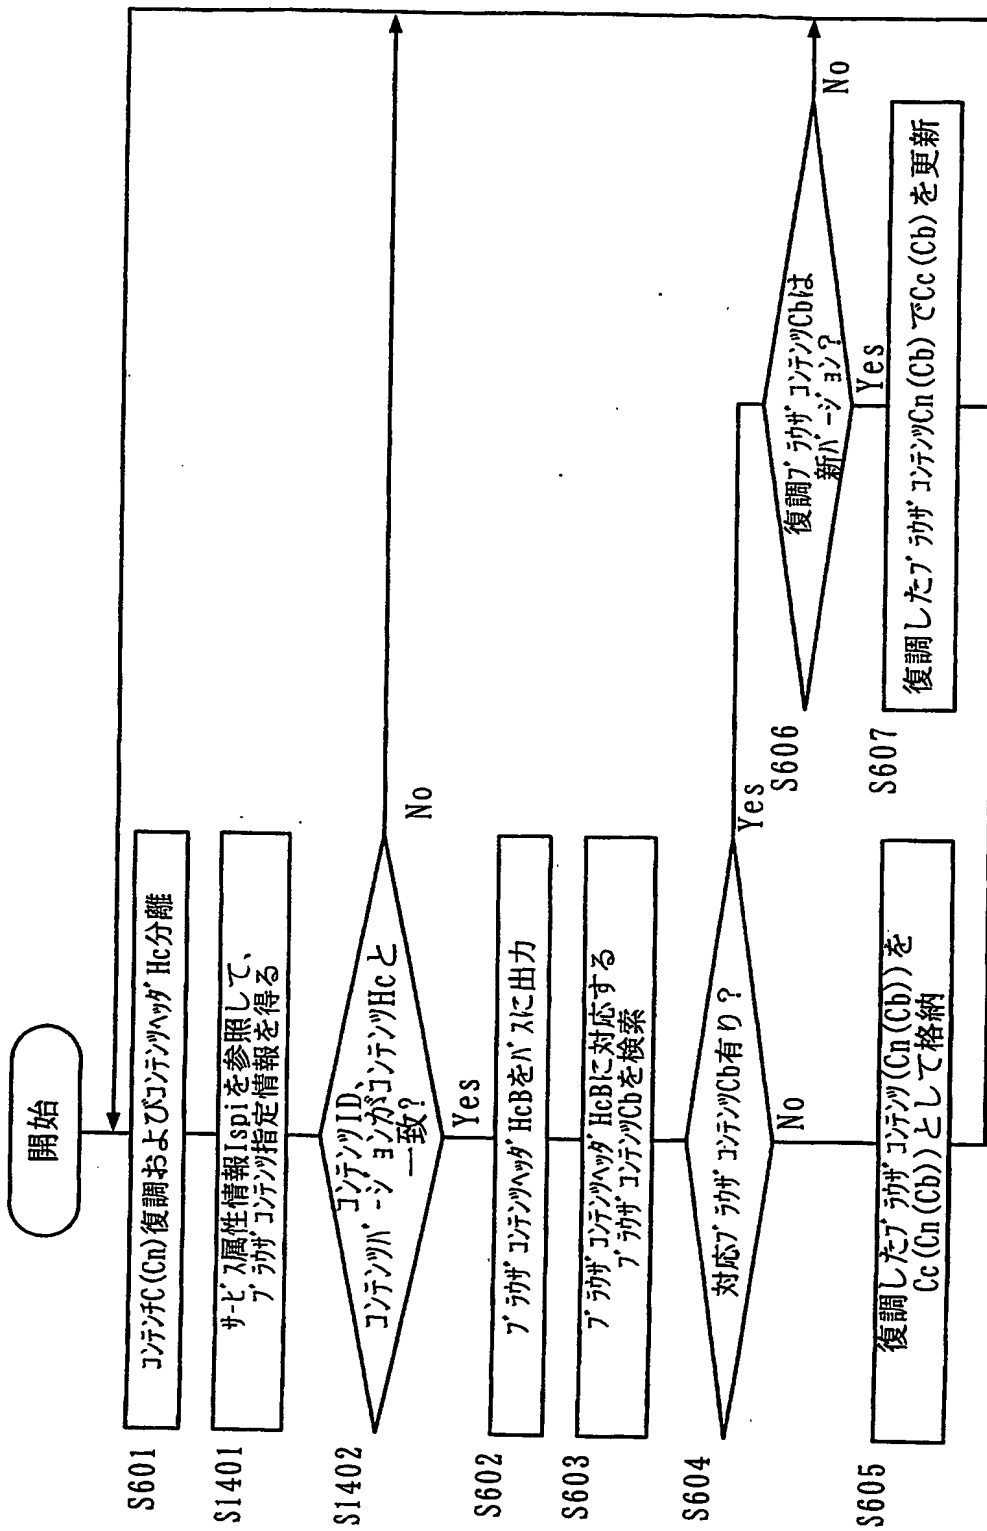 開始
S601
コンテンチC(Cn)復調およびコンテンツヘッダHc分離
S1401
サービス属性情報Ispiを参照して、
ブラウザコンテンツ指定情報を得る
S1402
コンテンツID、
コンテンツバージョンがコンテンツHcと
一致？
No
Yes
S602
ブラウザコンテンツヘッダHcBをバスに出力
S603
ブラウザコンテンツヘッダHcBに対応する
ブラウザコンテンツCbを検索
S604
対応ブラウザコンテンツCb有り？
Yes
No
S605
復調したブラウザコンテンツ(Cn(Cb))を
Cc(Cn(Cb))として格納
S606
復調ブラウザコンテンツCbは
新バージョン？
No
Yes
S607
復調したブラウザコンテンツCn(Cb)でCc(Cb)を更新